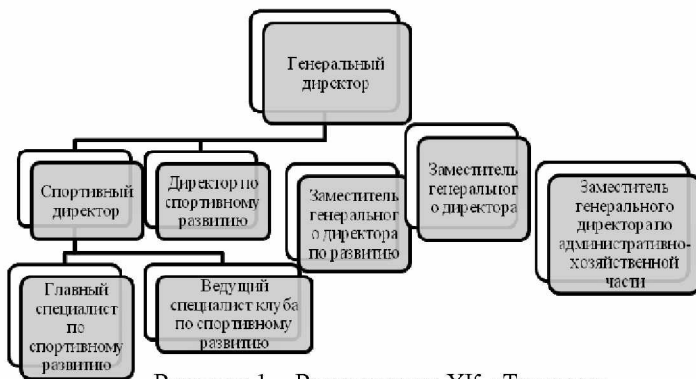 Генеральный
директор
Спортивный
директор
Директор по
спортивному
развитию
Заместитель
генеральног
о директора
по развитию
Заместитель
генеральног
о директора
Заместитель
генерального
директора по
административно-
хозяйственной
части
Главный
специалист
по
спортивному
развитию
Ведущий
специалист клуба
по спортивному
развитию